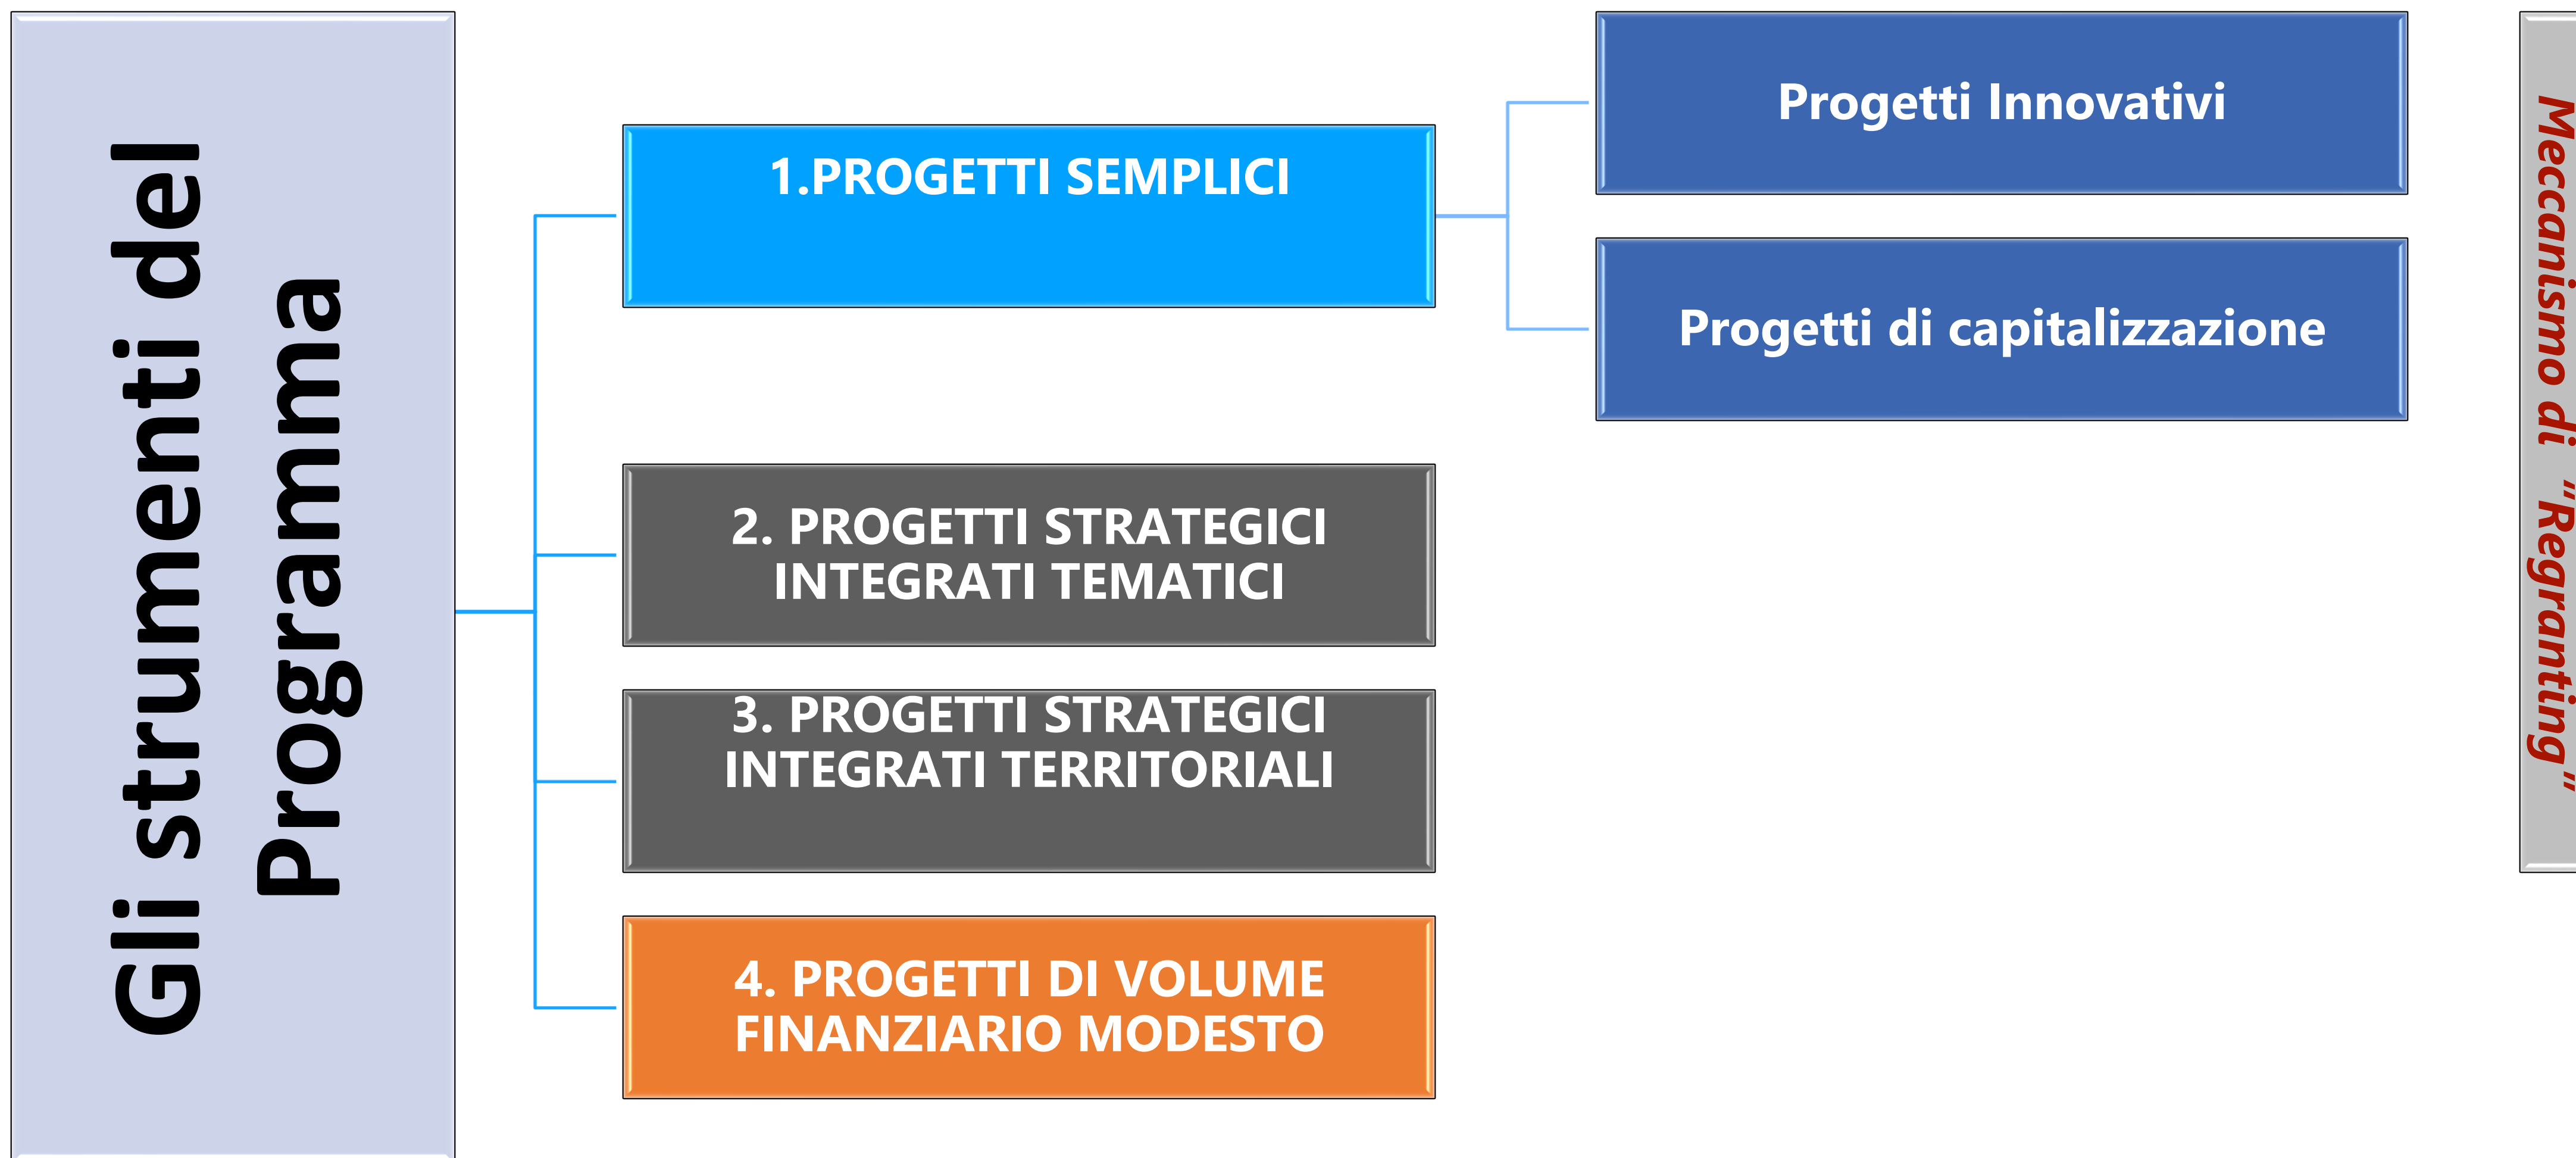 Gli strumenti del
Programma
1.PROGETTI SEMPLICI
Progetti Innovativi
Progetti di capitalizzazione
2. PROGETTI STRATEGICI
INTEGRATI TEMATICI
3. PROGETTI STRATEGICI
INTEGRATI TERRITORIALI
4. PROGETTI DI VOLUME
FINANZIARIO MODESTO
Meccanismo di “Regranting”